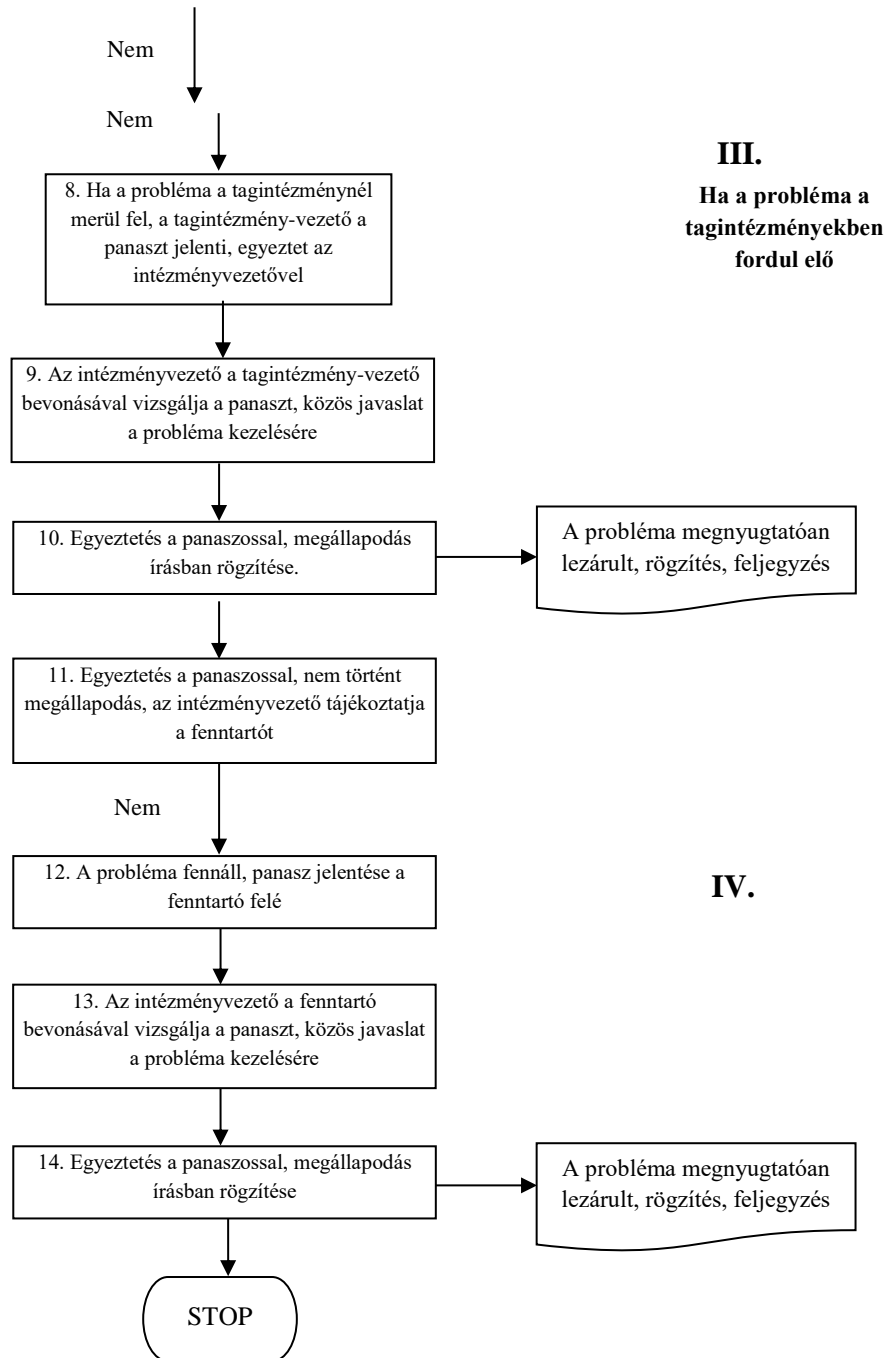 Nem
Nem
III.
Ha a probléma a
tagintézményekben
fordul elő
8. Ha a probléma a tagintézménynél
merül fel, a tagintézmény-vezető a
panaszt jelenti, egyeztet az
intézményvezetővel
9. Az intézményvezető a tagintézmény-vezető
bevonásával vizsgálja a panaszt, közös javaslat
a probléma kezelésére
10. Egyeztetés a panaszossal, megállapodás
írásban rögzítése.
A probléma megnyugtatóan
lezárult, rögzítés, feljegyzés
11. Egyeztetés a panaszossal, nem történt
megállapodás, az intézményvezető tájékoztatja
a fenntartót
Nem
12. A probléma fennáll, panasz jelentése a
fenntartó felé
IV.
13. Az intézményvezető a fenntartó
bevonásával vizsgálja a panaszt, közös javaslat
a probléma kezelésére
14. Egyeztetés a panaszossal, megállapodás
írásban rögzítése
A probléma megnyugtatóan
lezárult, rögzítés, feljegyzés
STOP